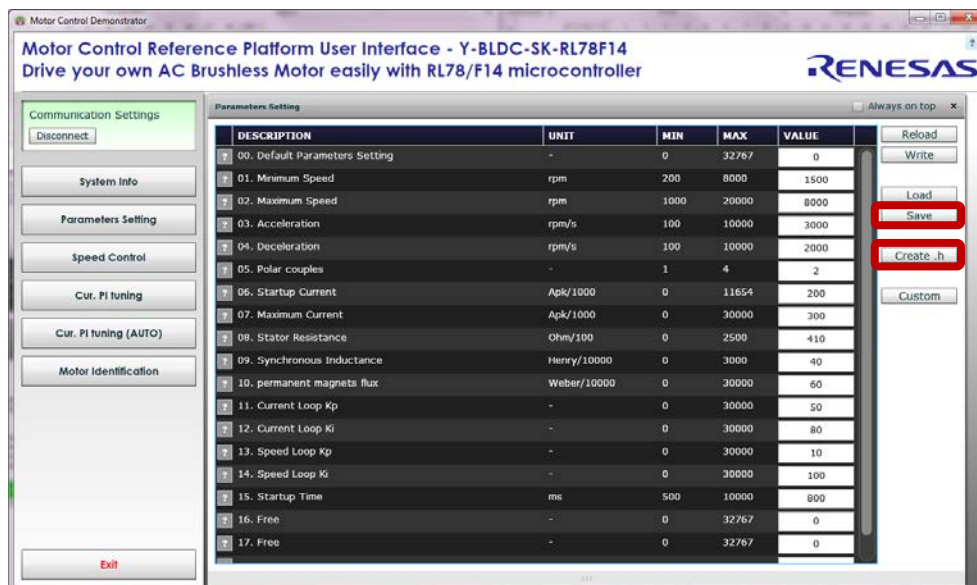 Motor Control Demonstrator
Motor Control Reference Platform User Interface - Y-BLDC-SK-RL78F14
Drive your own AC Brushless Motor easily with RL78/F14 microcontroller
RENESAS
?
Communication Settings
Disconnect
System Info
Parameters Setting
Speed Control
Cur. PI tuning
Cur. PI tuning (AUTO)
Motor Identification
Exit
Parameters Setting
Always on top x
DESCRIPTION UNIT MIN MAX VALUE
? 00. Default Parameters Setting - 0 32767 0
? 01. Minimum Speed rpm 200 8000 1500
? 02. Maximum Speed rpm 1000 20000 8000
? 03. Acceleration rpm/s 100 10000 3000
? 04. Deceleration rpm/s 100 10000 2000
? 05. Polar couples - 1 4 2
? 06. Startup Current Apk/1000 0 11654 200
? 07. Maximum Current Apk/1000 0 30000 300
? 08. Stator Resistance Ohm/100 0 2500 410
? 09. Synchronous Inductance Henry/10000 0 3000 40
? 10. permanent magnets flux Weber/10000 0 30000 60
? 11. Current Loop Kp - 0 30000 50
? 12. Current Loop Ki - 0 30000 80
? 13. Speed Loop Kp - 0 30000 10
? 14. Speed Loop Ki - 0 30000 100
? 15. Startup Time ms 500 10000 800
? 16. Free - 0 32767 0
? 17. Free - 0 32767 0
Reload
Write
Load
Save
Create .h
Custom